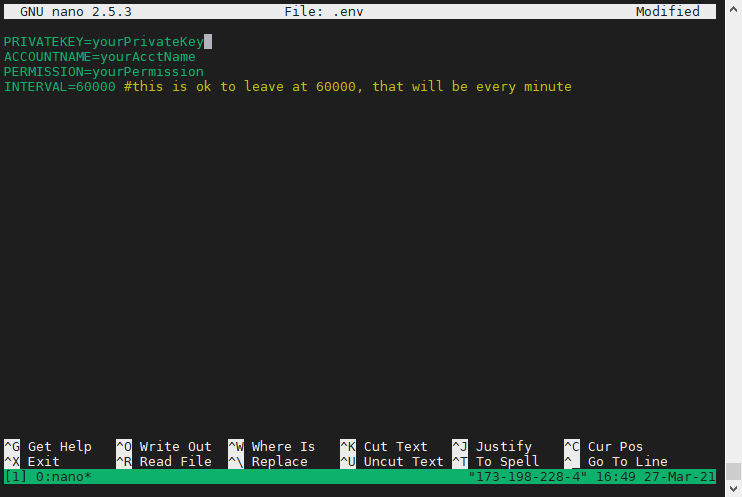 GNU nano 2.5.3 File: .env Modified
PRIVATEKEY=yourPrivateKey
ACCOUNTNAME=yourAcctName
PERMISSION=yourPermission
INTERVAL=60000 #this is ok to leave at 60000, that will be every minute
^G Get Help ^O Write Out ^W Where Is ^K Cut Text ^J Justify ^C Cur Pos
^X Exit ^R Read File ^\ Replace ^U Uncut Text ^T To Spell ^_ Go To Line
[1] 0:nano* "173-198-228-4" 16:49 27-Mar-21